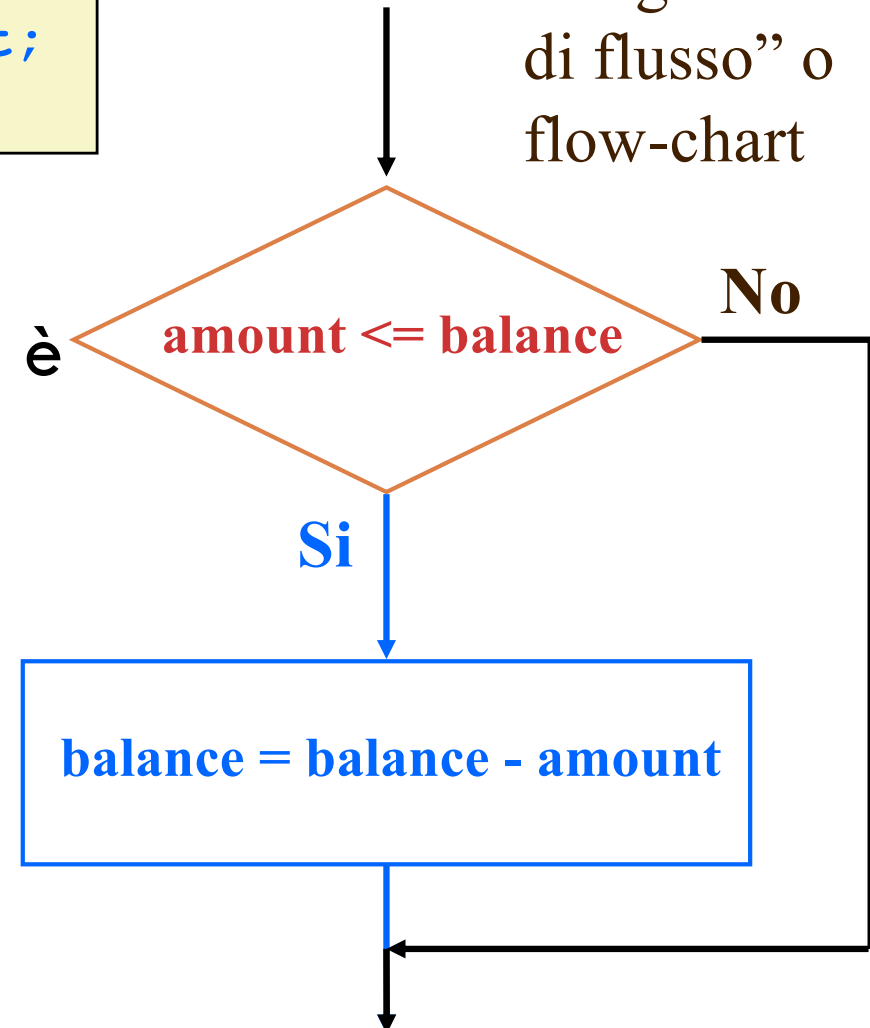 di flusso” o
flow-chart
No
amount <= balance
è
Si
balance = balance - amount